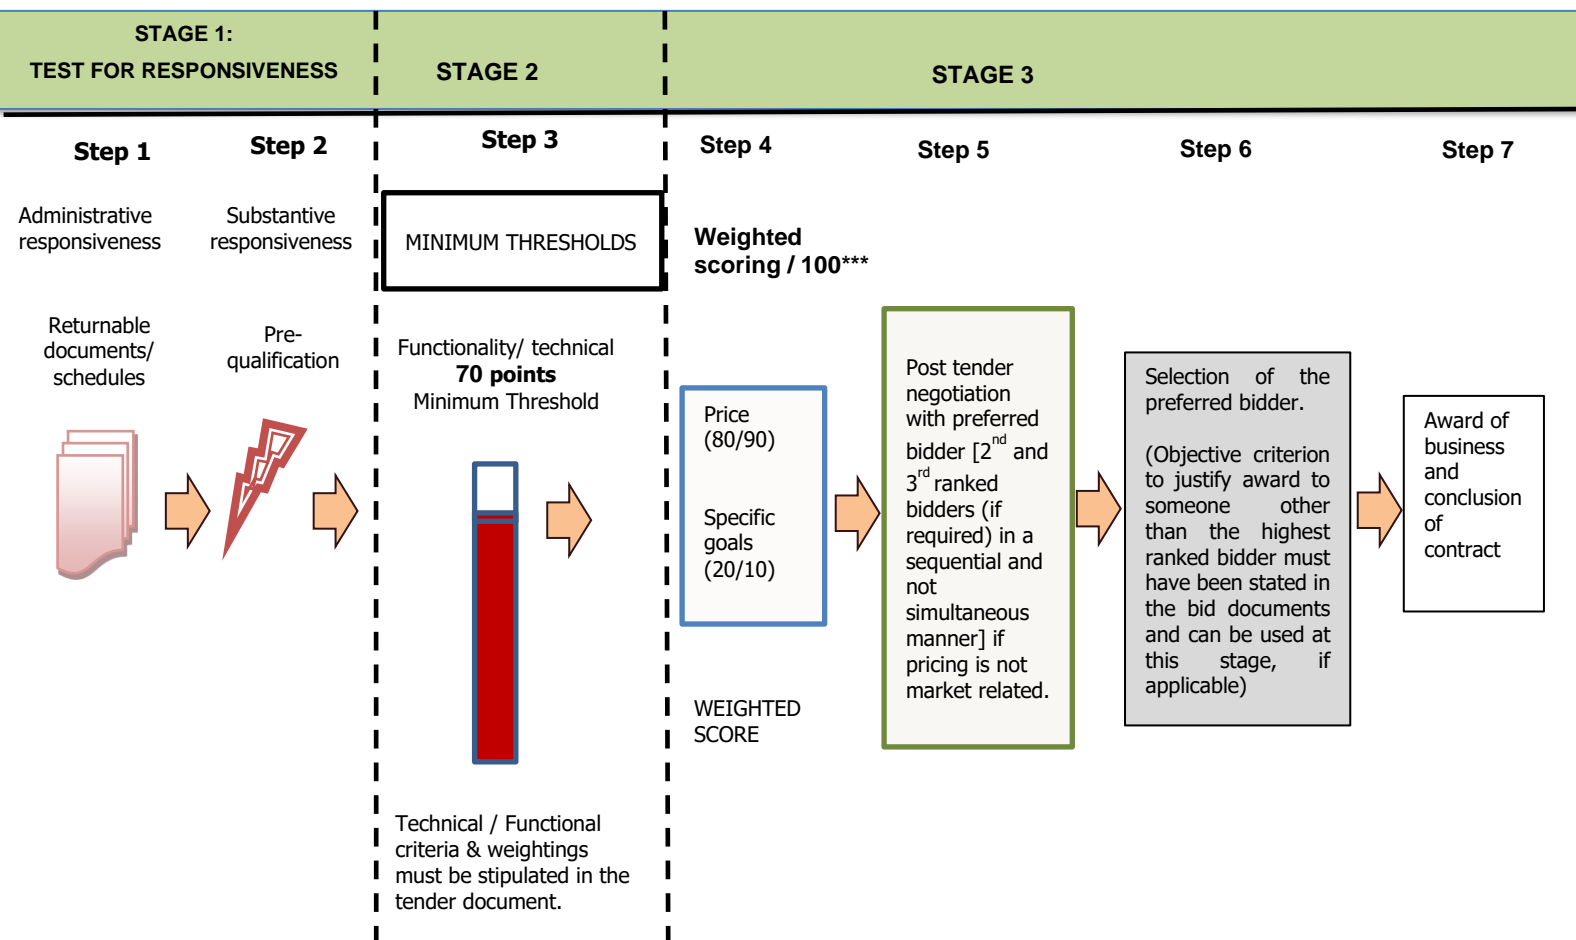 STAGE 1:
TEST FOR RESPONSIVENESS
STAGE 2
STAGE 3
Step 1
Step 2
Step 3
Step 4
Step 5
Step 6
Step 7
Administrative
responsiveness
Substantive
responsiveness
MINIMUM THRESHOLDS
Weighted
scoring / 100***
Returnable
documents/
schedules
Pre-
qualification
Functionality/ technical
70 points
Minimum Threshold
Technical / Functional
criteria & weightings
must be stipulated in the
tender document.
Price
(80/90)
Specific
goals
(20/10)
WEIGHTED
SCORE
Post tender
negotiation
with preferred
bidder [2nd and
3rd ranked
bidders (if
required) in a
sequential and
not
simultaneous
manner] if
pricing is not
market related.
Selection of the
preferred bidder.
(Objective criterion
to justify award to
someone other
than the highest
ranked bidder must
have been stated in
the bid documents
and can be used at
this stage, if
applicable)
Award of
business
and
conclusion
of
contract